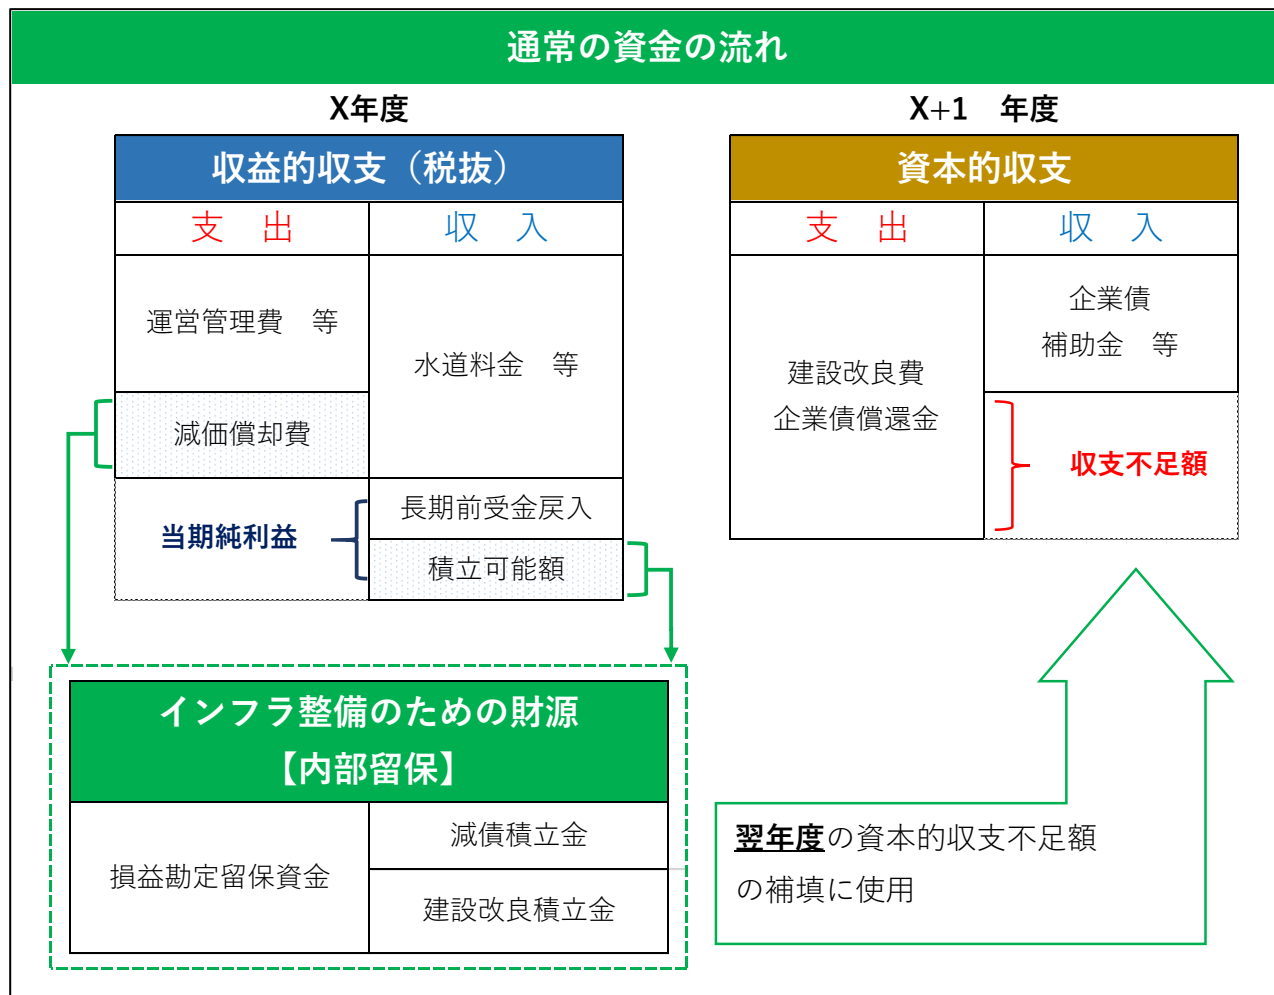 通常の資金の流れ
X年度
収益的収支（税抜）
支　出
収　入
運営管理費　等
水道料金　等
減価償却費
当期純利益
長期前受金戻入
積立可能額
X+1　年度
資本的収支
支　出
収　入
建設改良費
企業債償還金
企業債
補助金　等
収支不足額
インフラ整備のための財源
【内部留保】
損益勘定留保資金
減債積立金
建設改良積立金
翌年度の資本的収支不足額
の補填に使用